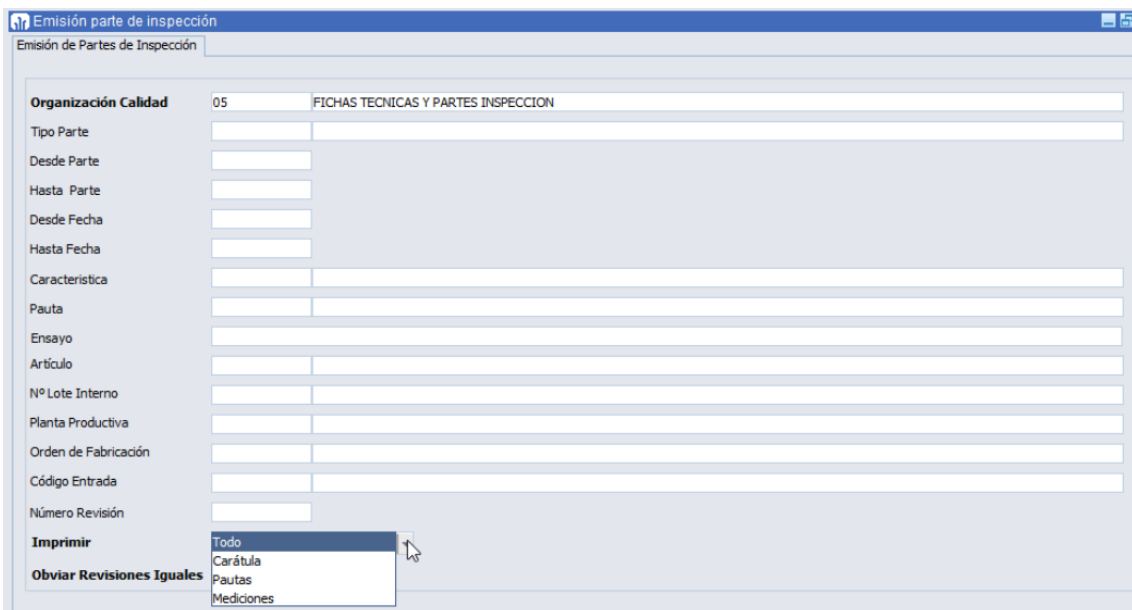 Emisión parte de inspección
Emisión de Partes de Inspección
Organización Calidad 05 FICHAS TECNICAS Y PARTES INSPECCION
Tipo Parte
Desde Parte
Hasta Parte
Desde Fecha
Hasta Fecha
Caracteristica
Pauta
Ensayo
Artículo
Nº Lote Interno
Planta Productiva
Orden de Fabricación
Código Entrada
Número Revisión
Imprimir Todo
Carátula
Obviar Revisiones Iguales Pautas
Mediciones